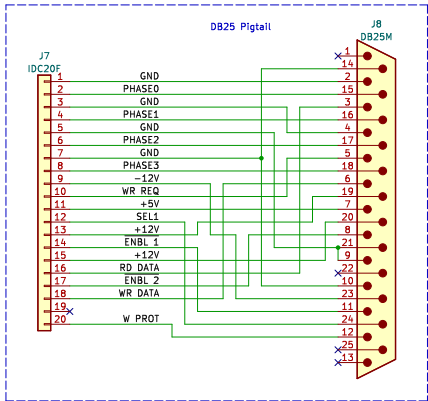 DB25 Pigtail
J7
IDC20F
J8
DB25M
1 GND
2 PHASE0
3 GND
4 PHASE1
5 GND
6 PHASE2
7 GND
8 PHASE3
9 -12V
10 WR REQ
11 +5V
12 SEL1
13 +12V
14 ENBL 1
15 +12V
16 RD DATA
17 ENBL 2
18 WR DATA
19
20 W PROT
1
14
2
15
3
16
4
17
5
18
6
19
7
20
8
21
9
22
10
23
11
24
12
25
13